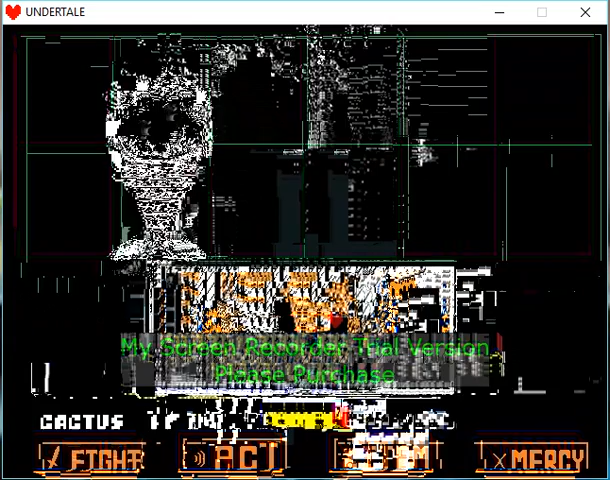 UNDERTALE
My Screen Recorder Trial Version
Please Purchase
CACTUS
FIGHT
ACT
MERCY